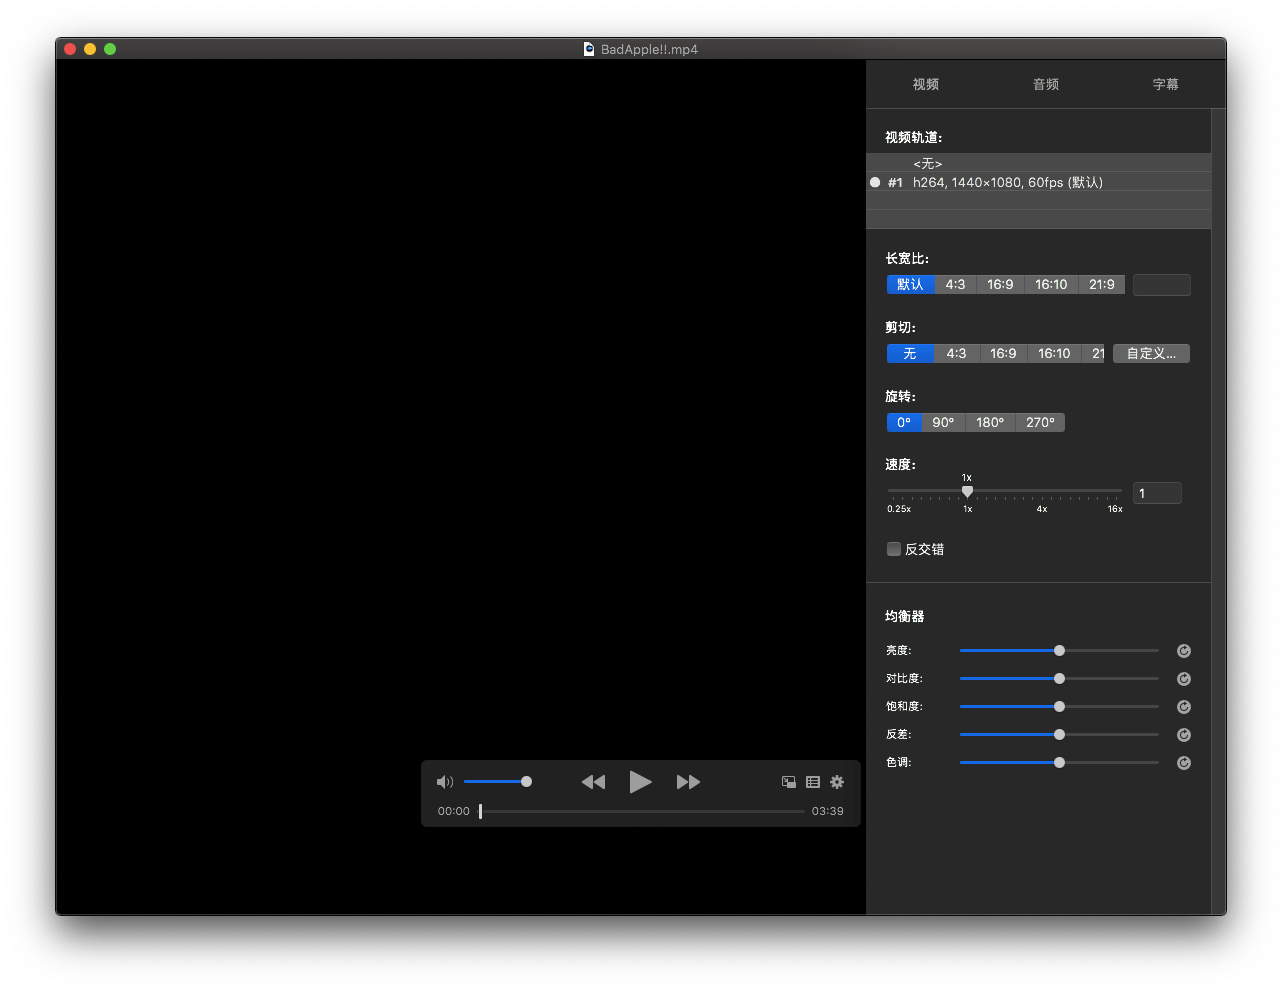 BadApple!!.mp4
视频 音频 字幕
视频轨道:
<无>
#1 h264, 1440×1080, 60fps (默认)
长宽比:
默认 4:3 16:9 16:10 21:9
剪切:
无 4:3 16:9 16:10 21 自定义...
旋转:
0° 90° 180° 270°
速度:
1x
1
0.25x 1x 4x 16x
反交错
均衡器
亮度:
对比度:
饱和度:
反差:
色调:
00:00 03:39